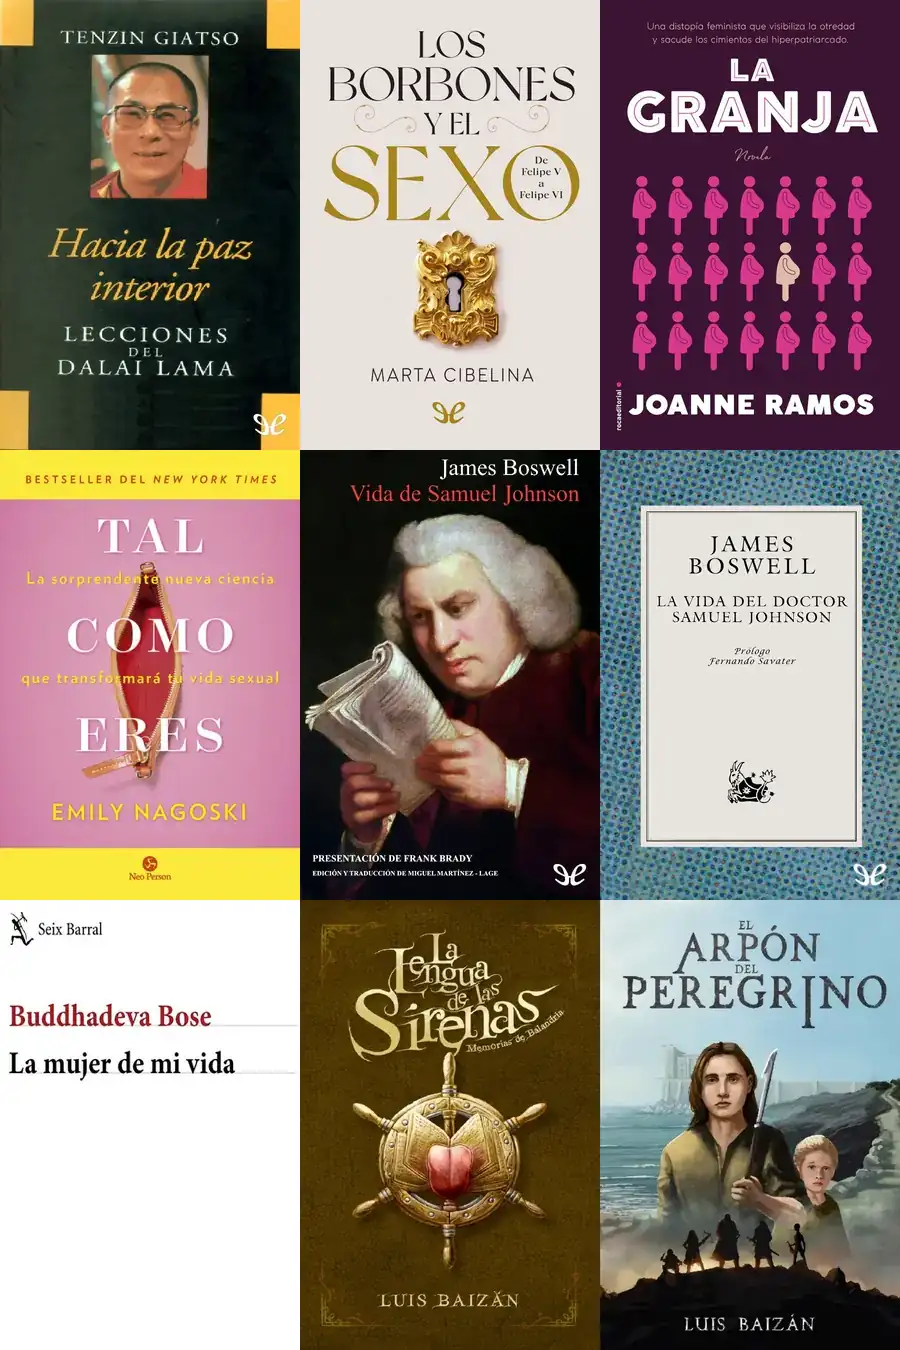 TENZIN GIATSO
Hacia la paz
interior
LECCIONES
DEL
DALAI LAMA
LOS
BORBONES
Y EL
SEXO
De
Felipe V
a
Felipe VI
MARTA CIBELINA
Una distopía feminista que visibiliza la otredad
y sacude los cimientos del hiperpatriarcado.
LA
GRANJA
Novela
rocaeditorial
JOANNE RAMOS
BESTSELLER DEL NEW YORK TIMES
TAL
La sorprendente nueva ciencia
COMO
que transformará tu vida sexual
ERES
EMILY NAGOSKI
Neo Person
James Boswell
Vida de Samuel Johnson
PRESENTACIÓN DE FRANK BRADY
EDICIÓN Y TRADUCCIÓN DE MIGUEL MARTÍNEZ - LAGE
JAMES
BOSWELL
LA VIDA DEL DOCTOR
SAMUEL JOHNSON
Prólogo
Fernando Savater
Seix Barral
Buddhadeva Bose
La mujer de mi vida
La
Lengua
de las
Sirenas
Memorias de Balandria
LUIS BAIZÁN
EL
ARPÓN
DEL
PEREGRINO
LUIS BAIZÁN